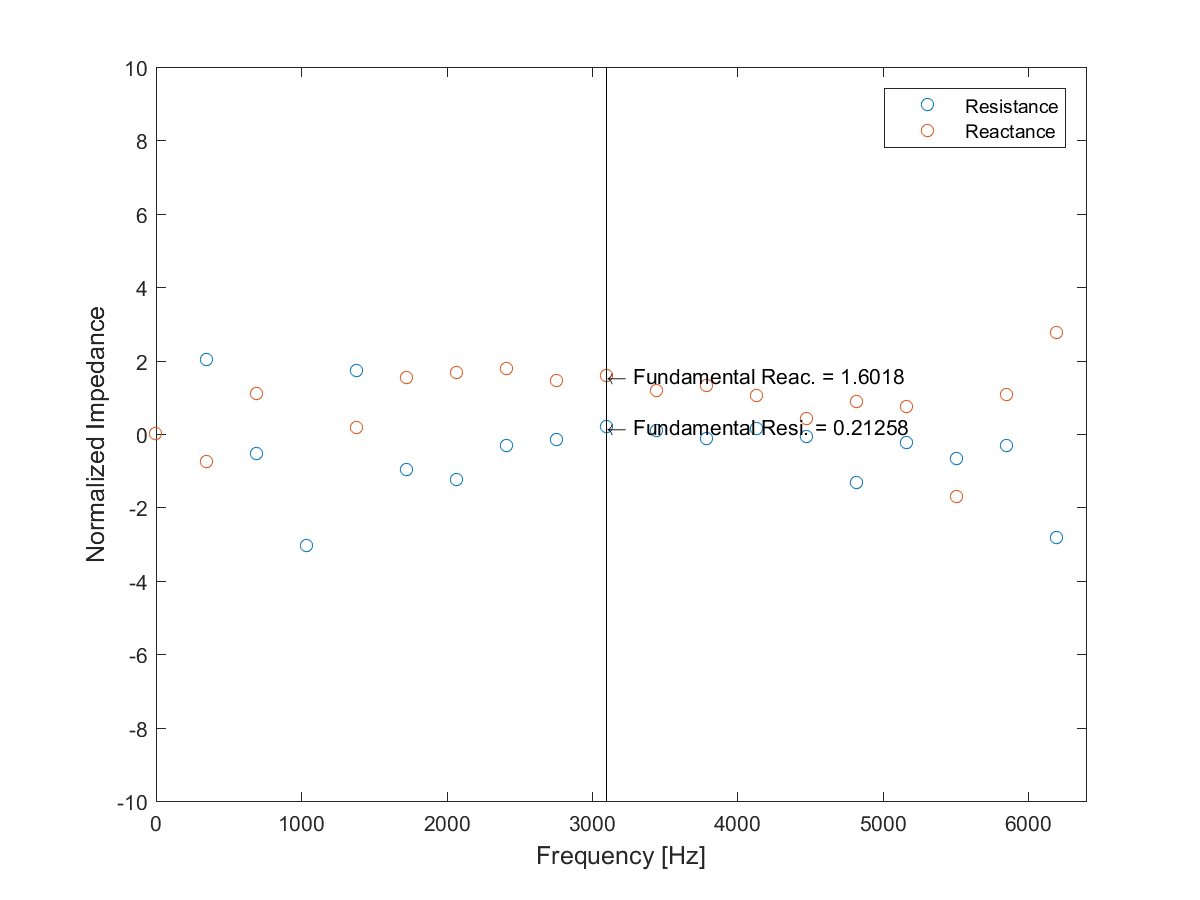 10
8
6
4
2
0
-2
-4
-6
-8
-10
Normalized Impedance
Resistance
Reactance
← Fundamental Reac. = 1.6018
← Fundamental Resi. = 0.21258
0 1000 2000 3000 4000 5000 6000
Frequency [Hz]